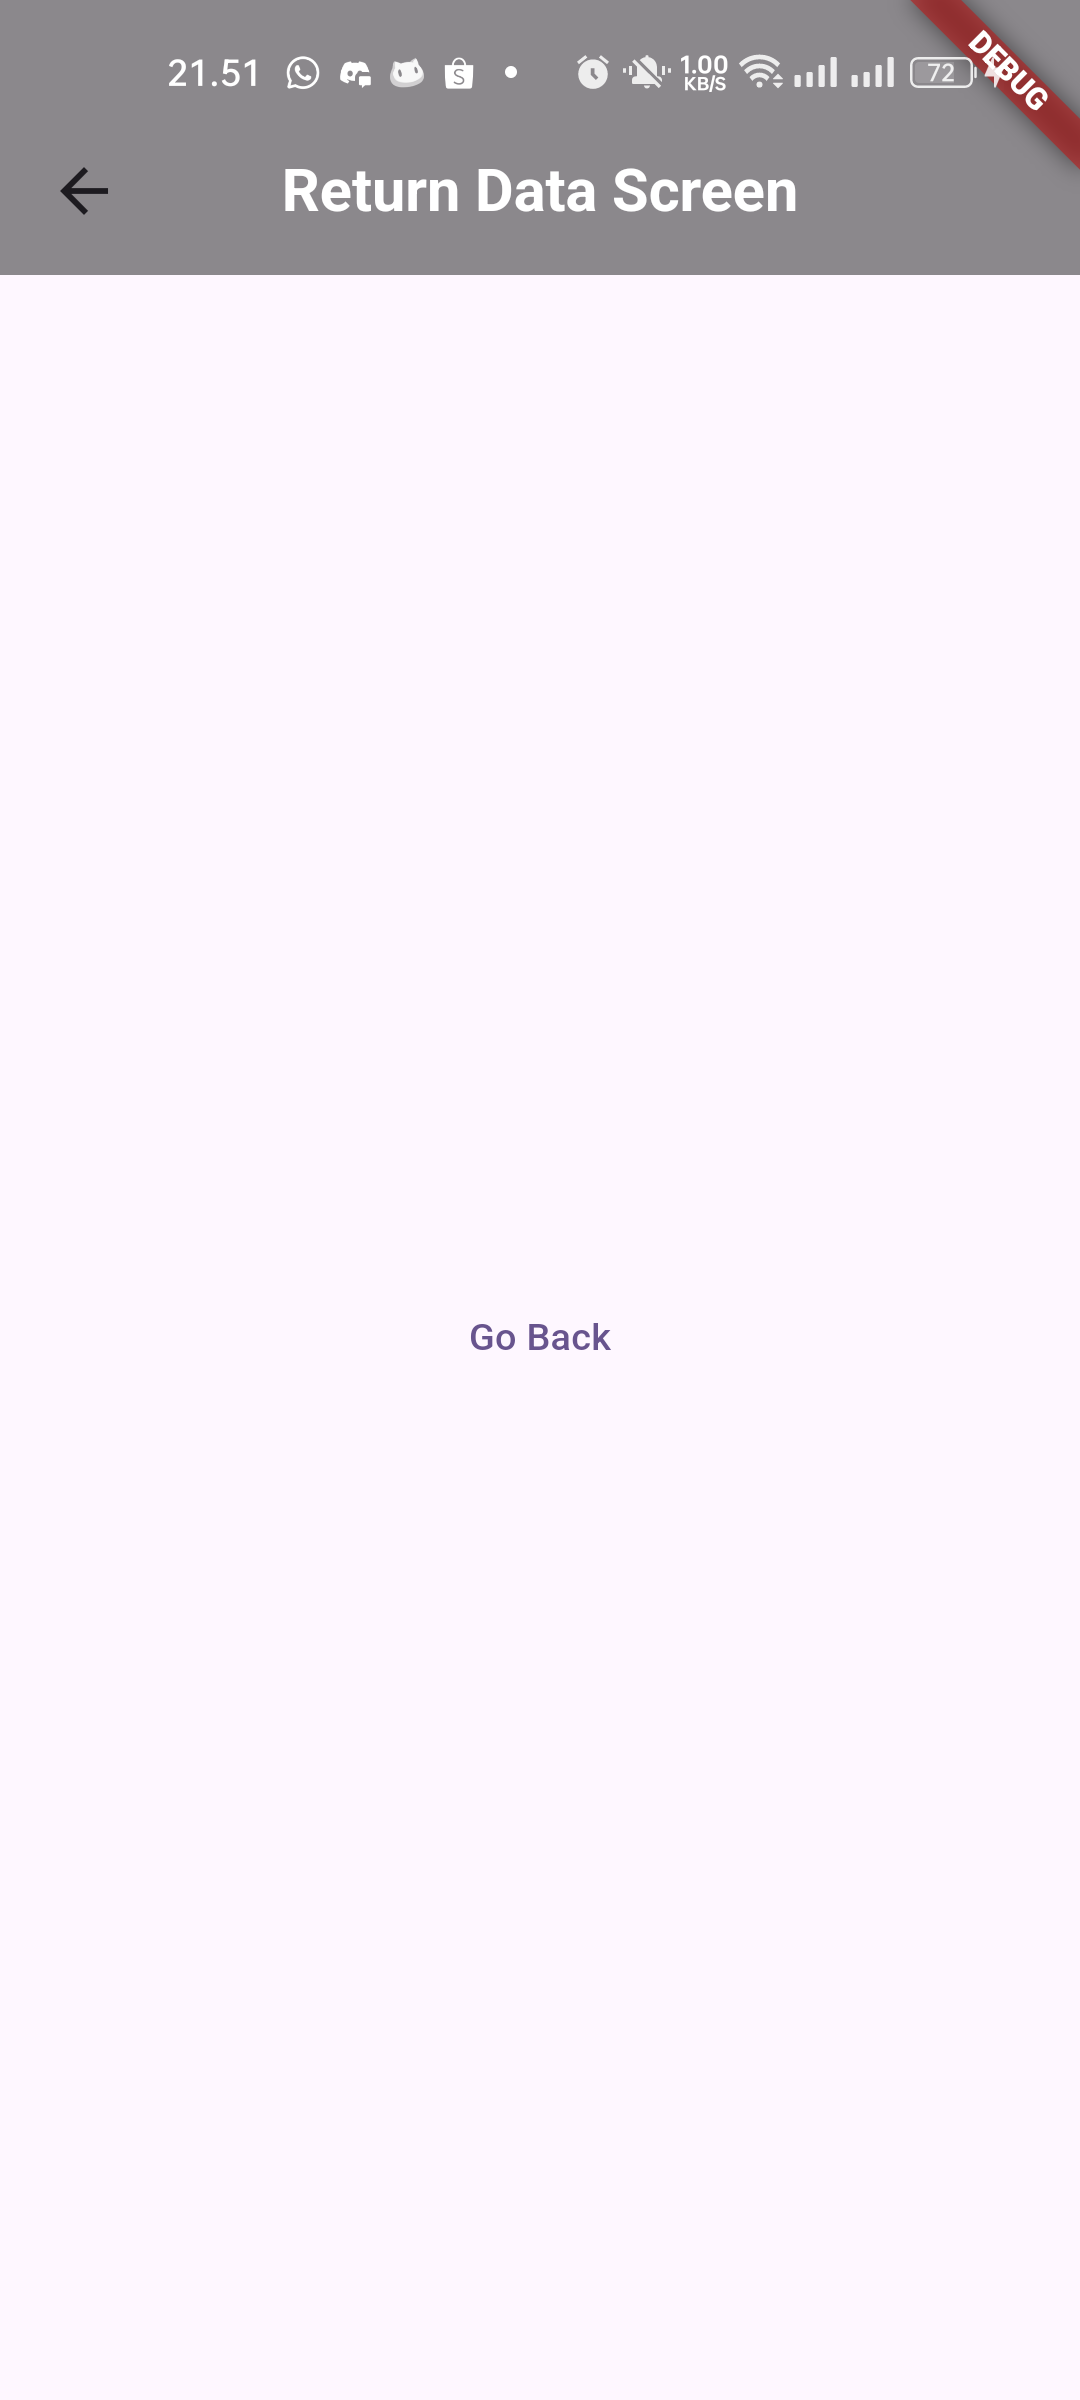 21.51
S
1.00
KB/S
72
DEBUG
Return Data Screen
Go Back